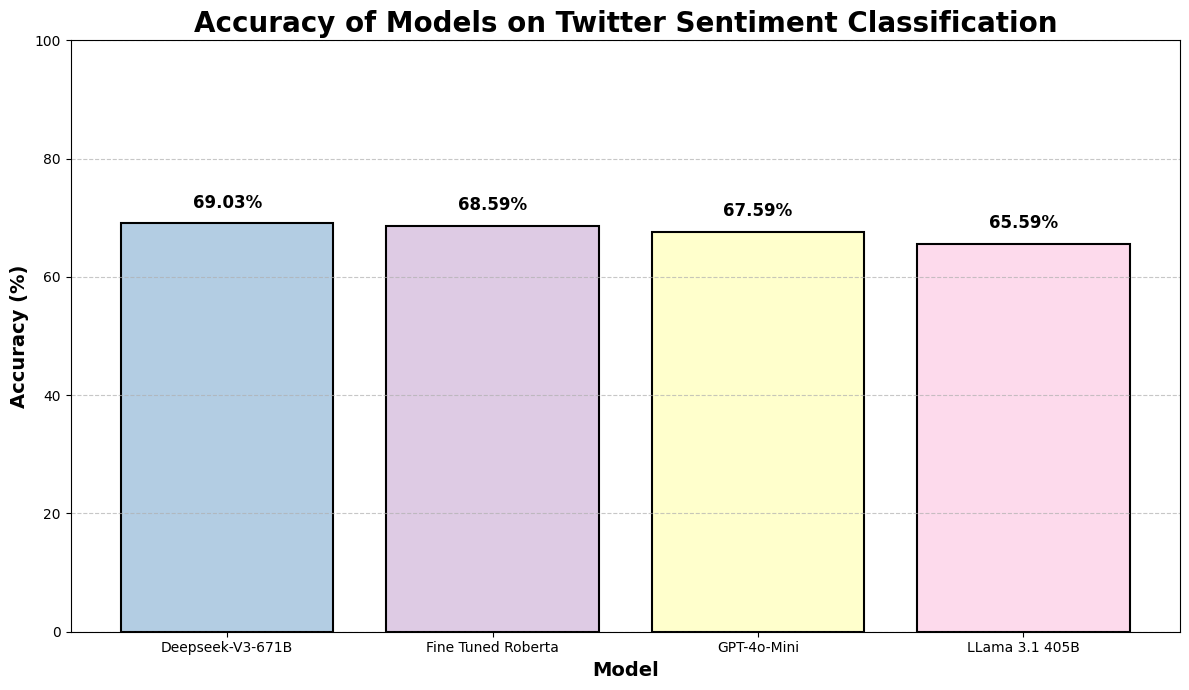 Accuracy of Models on Twitter Sentiment Classification
100
80
60
40
20
0
Accuracy (%)
69.03%
68.59%
67.59%
65.59%
Deepseek-V3-671B
Fine Tuned Roberta
GPT-4o-Mini
LLama 3.1 405B
Model